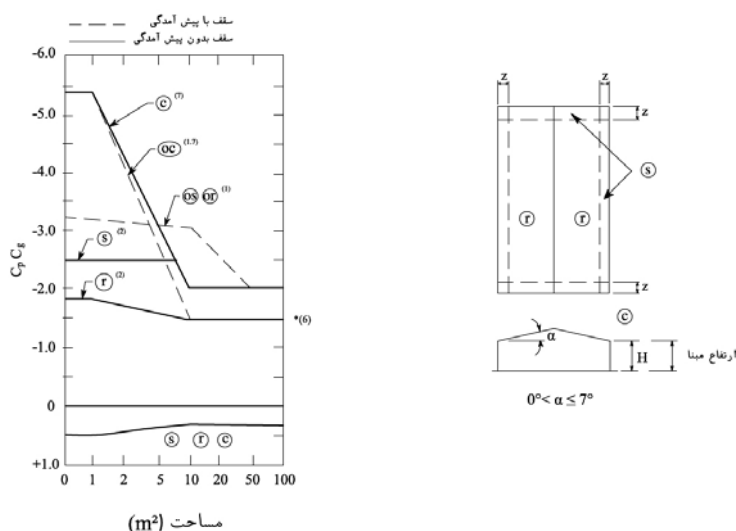 سقف با پیش آمدگی
سقف بدون پیش آمدگی
-6.0
-5.0
-4.0
-3.0
-2.0
-1.0
0
+1.0
CpCg
c (7)
oc (1.7)
os or (1)
s (2)
r (2)
*(6)
s r c
0 1 2 5 10 20 50 100
مساحت (m²)
z z
z
s
r r
z
c
α
H
ارتفاع مبنا
0°< α ≤ 7°